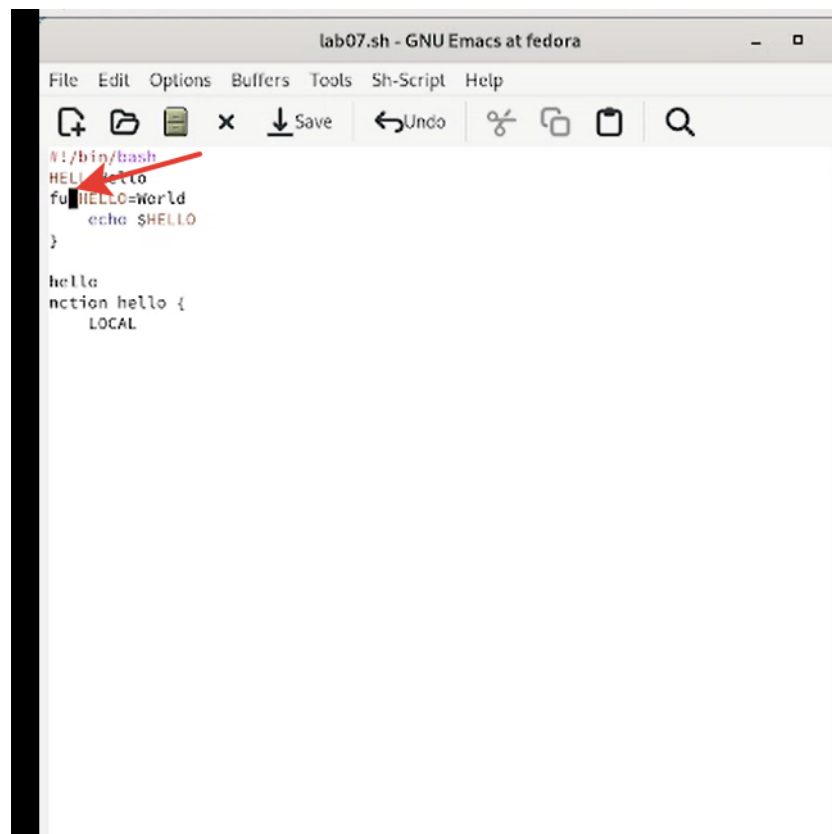 lab07.sh - GNU Emacs at fedora
File Edit Options Buffers Tools Sh-Script Help
Save Undo
#!/bin/bash
HELL Hello
fu HELLO=World
echo $HELLO
}
hello
nction hello {
LOCAL